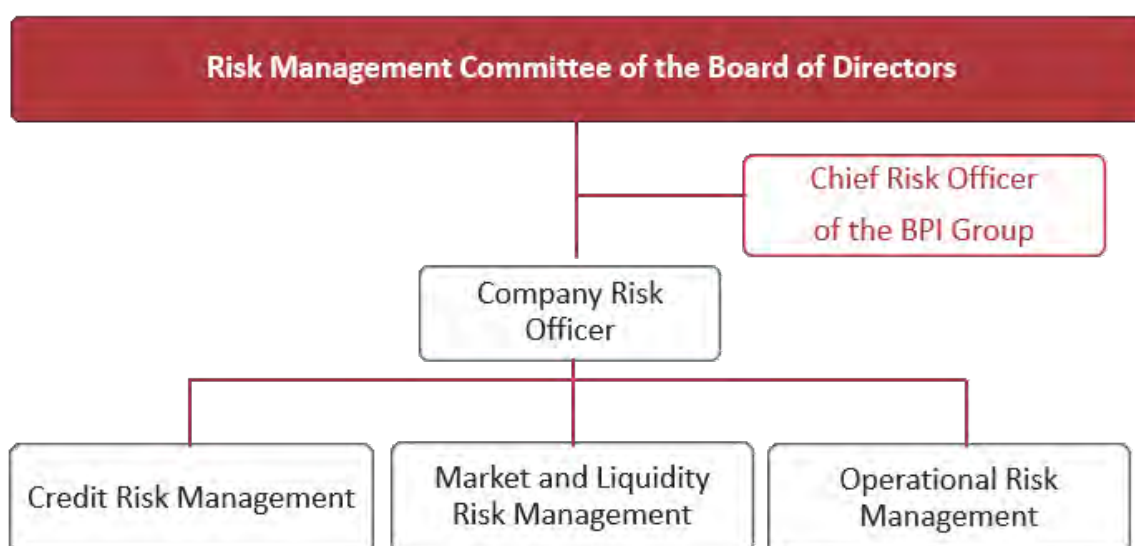 Risk Management Committee of the Board of Directors
Chief Risk Officer
of the BPI Group
Company Risk
Officer
Credit Risk Management
Market and Liquidity
Risk Management
Operational Risk
Management